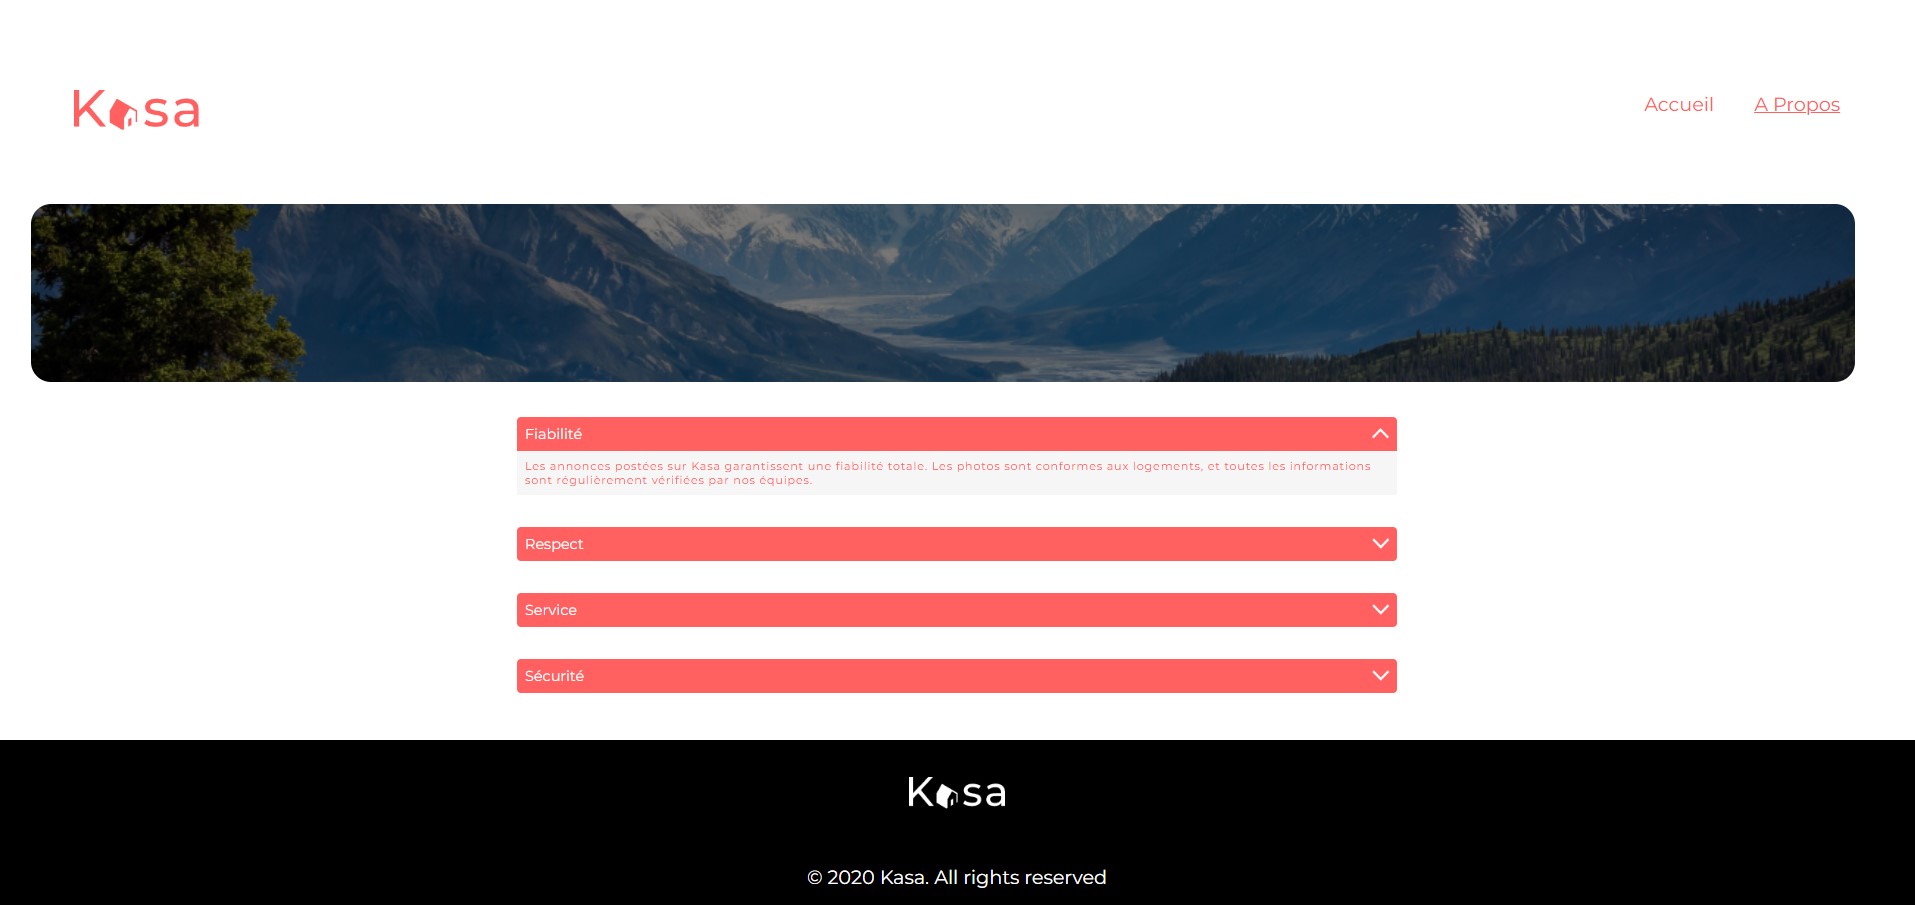 Kasa
Accueil
A Propos
Fiabilité
Les annonces postées sur Kasa garantissent une fiabilité totale. Les photos sont conformes aux logements, et toutes les informations
sont régulièrement vérifiées par nos équipes.
Respect
Service
Sécurité
Kasa
© 2020 Kasa. All rights reserved